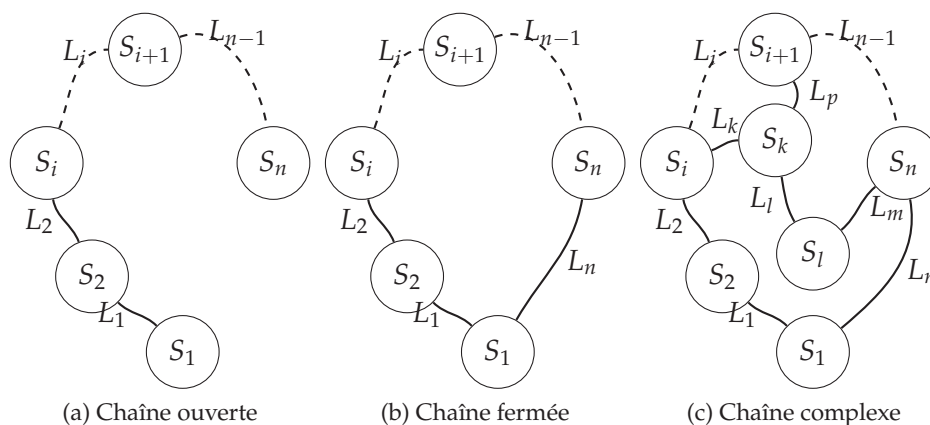 L_i S_{i+1} L_{n-1}
S_i S_n
L_2
S_2
L_1
S_1
(a) Chaîne ouverte
L_i S_{i+1} L_{n-1}
S_i S_n
L_2
S_2 L_n
L_1
S_1
(b) Chaîne fermée
L_i S_{i+1} L_{n-1}
L_p
L_k S_k
S_i S_n
L_l L_m
L_2
S_l
S_2 L_n
L_1
S_1
(c) Chaîne complexe